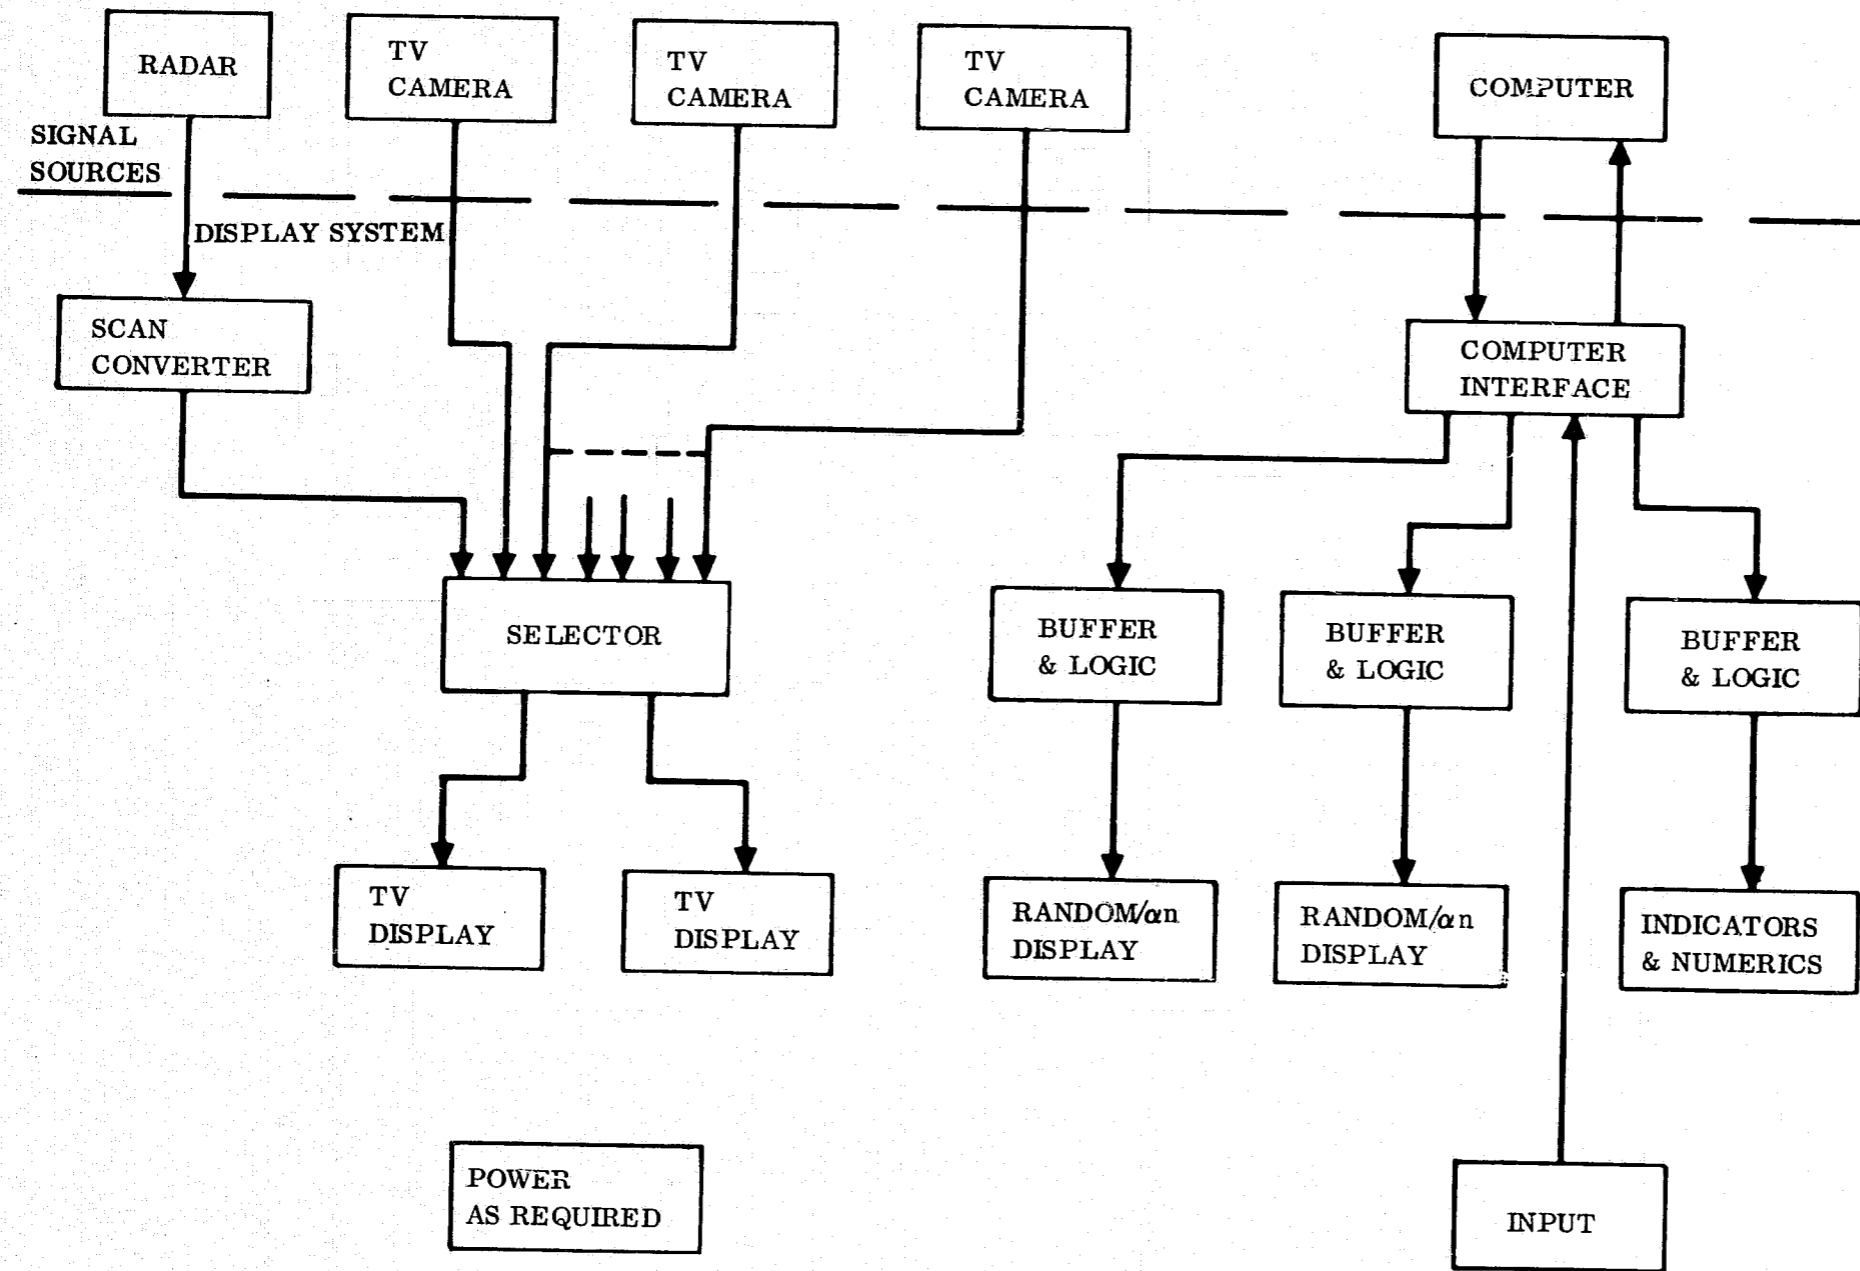 RADAR
TV
CAMERA
TV
CAMERA
TV
CAMERA
COMPUTER
SIGNAL
SOURCES
DISPLAY SYSTEM
SCAN
CONVERTER
COMPUTER
INTERFACE
SELECTOR
BUFFER
& LOGIC
BUFFER
& LOGIC
BUFFER
& LOGIC
TV
DISPLAY
TV
DISPLAY
RANDOM/αn
DISPLAY
RANDOM/αn
DISPLAY
INDICATORS
& NUMERICS
POWER
AS REQUIRED
INPUT